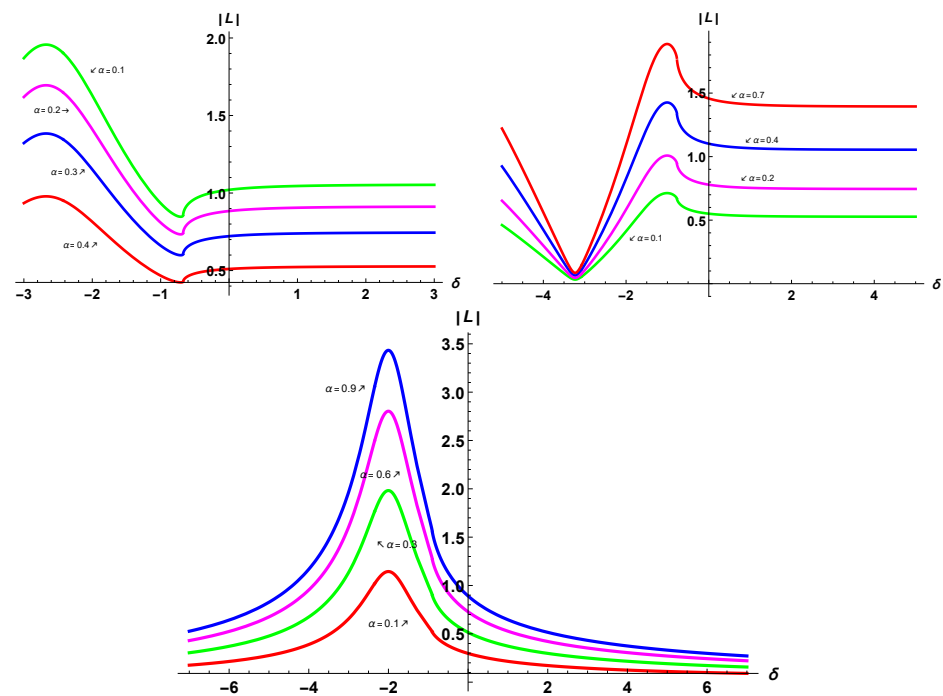 |L|
2.0
↙ α=0.1
α=0.2→
1.5
α=0.3↗
1.0
α=0.4↗
0.5
−3 −2 −1 1 2 3 δ
|L|
1.5
↙ α=0.7
↙ α=0.4
1.0
↙ α=0.2
0.5
↙ α=0.1
−4 −2 2 4 δ
|L|
3.5
α=0.9↗
3.0
2.5
α=0.6↗
2.0
1.5
↖ α=0.3
1.0
α=0.1↗
0.5
−6 −4 −2 2 4 6 δ